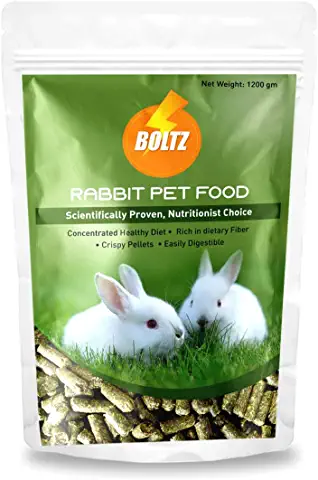 Net Weight: 1200 gm
BOLTZ
RABBIT PET FOOD
Scientifically Proven, Nutritionist Choice
Concentrated Healthy Diet • Rich in dietary Fiber
• Crispy Pellets • Easily Digestible